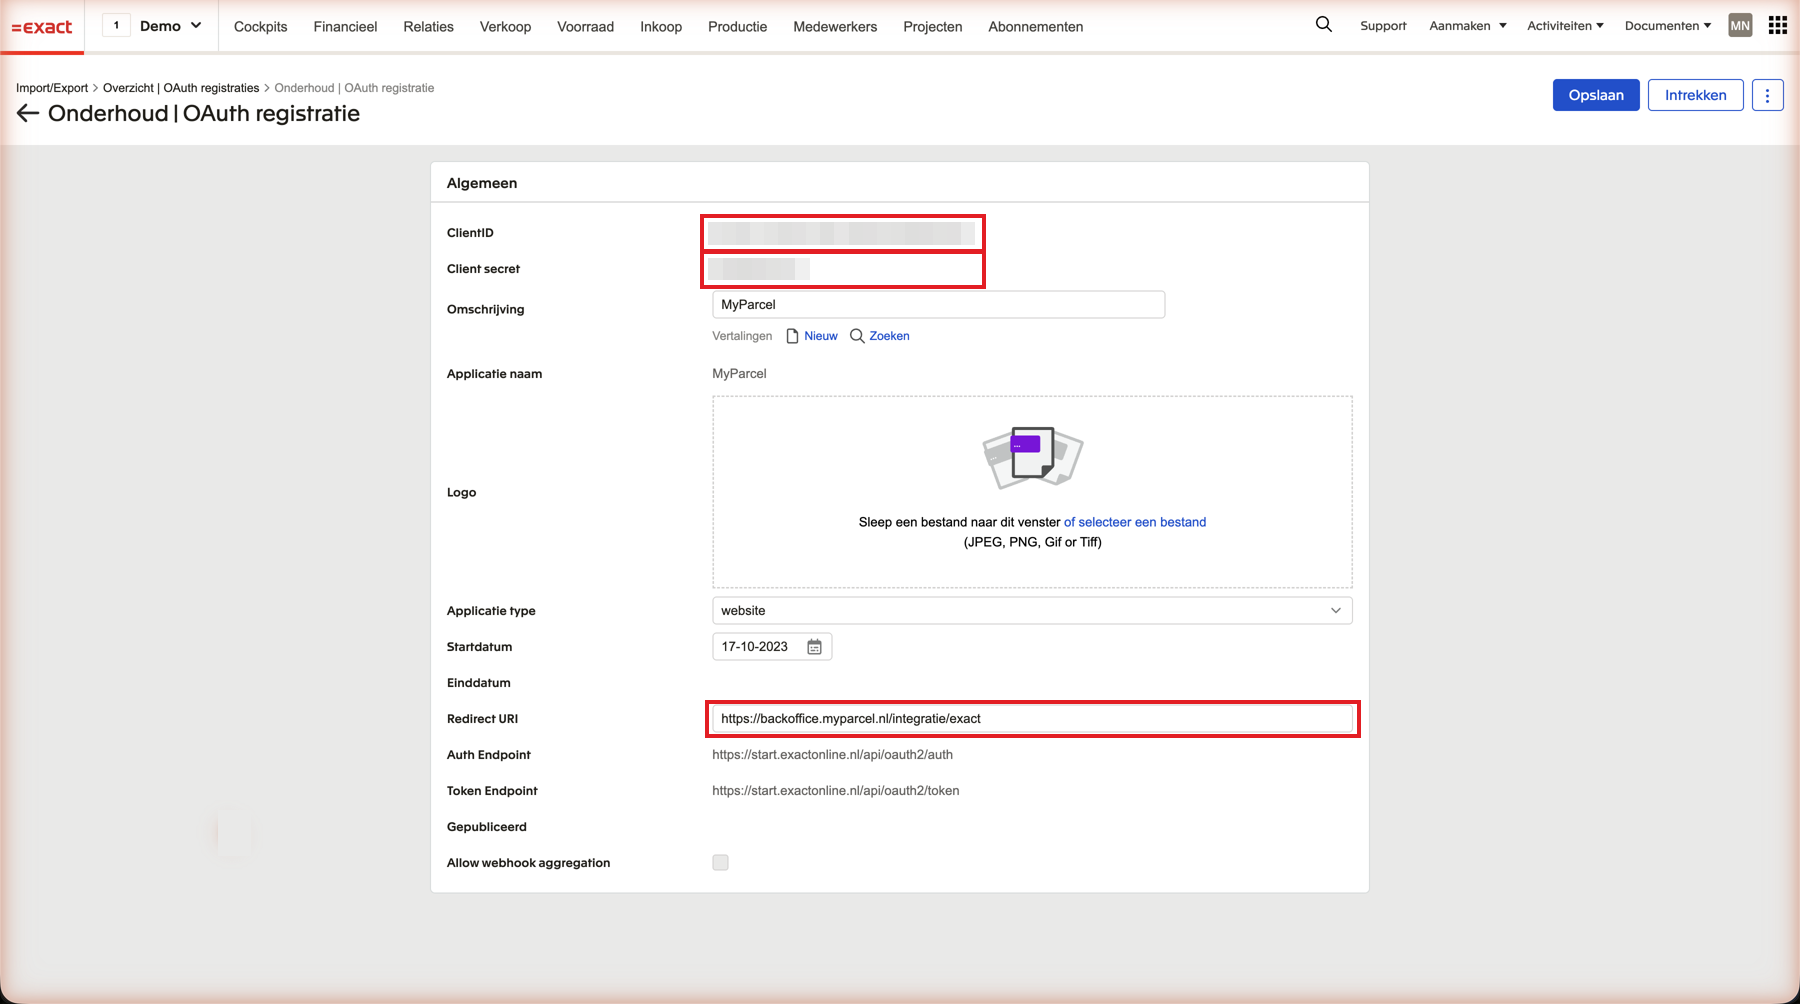 =exact
1 Demo
Cockpits Financieel Relaties Verkoop Voorraad Inkoop Productie Medewerkers Projecten Abonnementen
Support Aanmaken Activiteiten Documenten MN
Import/Export > Overzicht | OAuth registraties > Onderhoud | OAuth registratie
Onderhoud | OAuth registratie
Opslaan Intrekken
Algemeen
ClientID
Client secret
Omschrijving MyParcel
Vertalingen Nieuw Zoeken
Applicatie naam MyParcel
Logo
Sleep een bestand naar dit venster of selecteer een bestand
(JPEG, PNG, Gif or Tiff)
Applicatie type website
Startdatum 17-10-2023
Einddatum
Redirect URI https://backoffice.myparcel.nl/integratie/exact
Auth Endpoint https://start.exactonline.nl/api/oauth2/auth
Token Endpoint https://start.exactonline.nl/api/oauth2/token
Gepubliceerd
Allow webhook aggregation